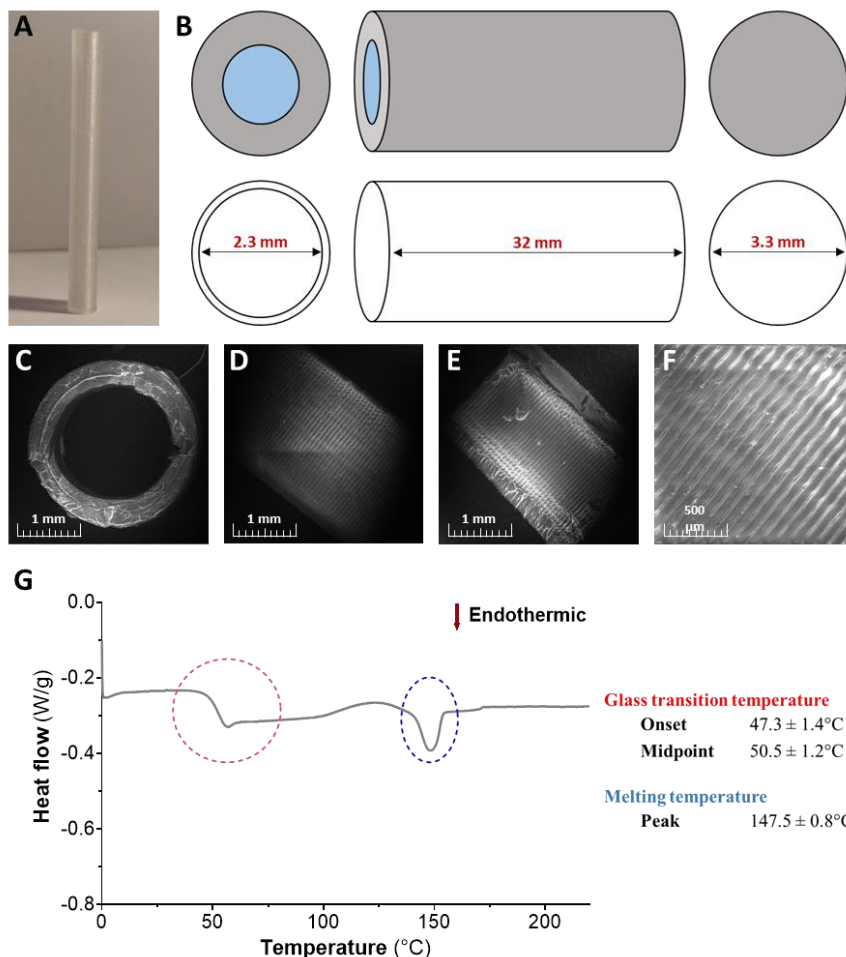 A
B
2.3 mm
32 mm
3.3 mm
C
1 mm
D
1 mm
E
1 mm
F
500
µm
G
Endothermic
0.0
-0.2
-0.4
-0.6
-0.8
Heat flow (W/g)
0
50
100
150
200
Temperature (°C)
Glass transition temperature
Onset 47.3 ± 1.4°C
Midpoint 50.5 ± 1.2°C
Melting temperature
Peak 147.5 ± 0.8°C